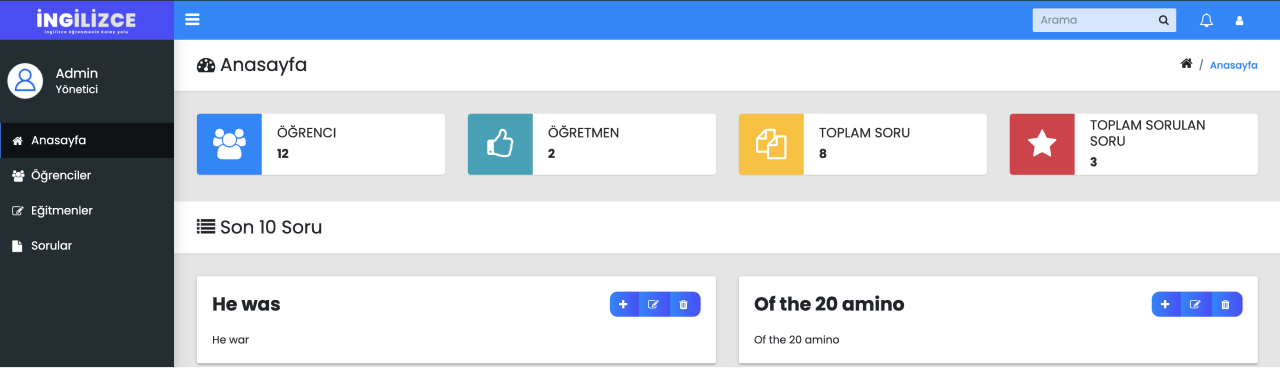 İNGİLİZCE
ingilizce öğrenmenin kolay yolu
Arama
Admin
Yönetici
Anasayfa
Öğrenciler
Eğitmenler
Sorular
Anasayfa
/ Anasayfa
ÖĞRENCI
12
ÖĞRETMEN
2
TOPLAM SORU
8
TOPLAM SORULAN
SORU
3
Son 10 Soru
He was
He war
Of the 20 amino
Of the 20 amino